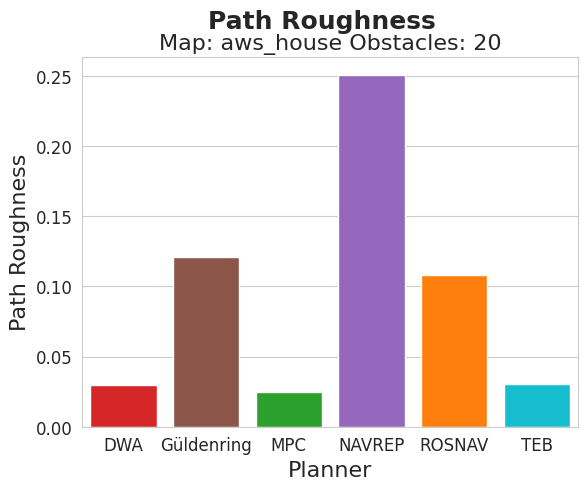 Path Roughness
Map: aws_house Obstacles: 20
Path Roughness
0.25
0.20
0.15
0.10
0.05
0.00
DWA Güldenring MPC NAVREP ROSNAV TEB
Planner